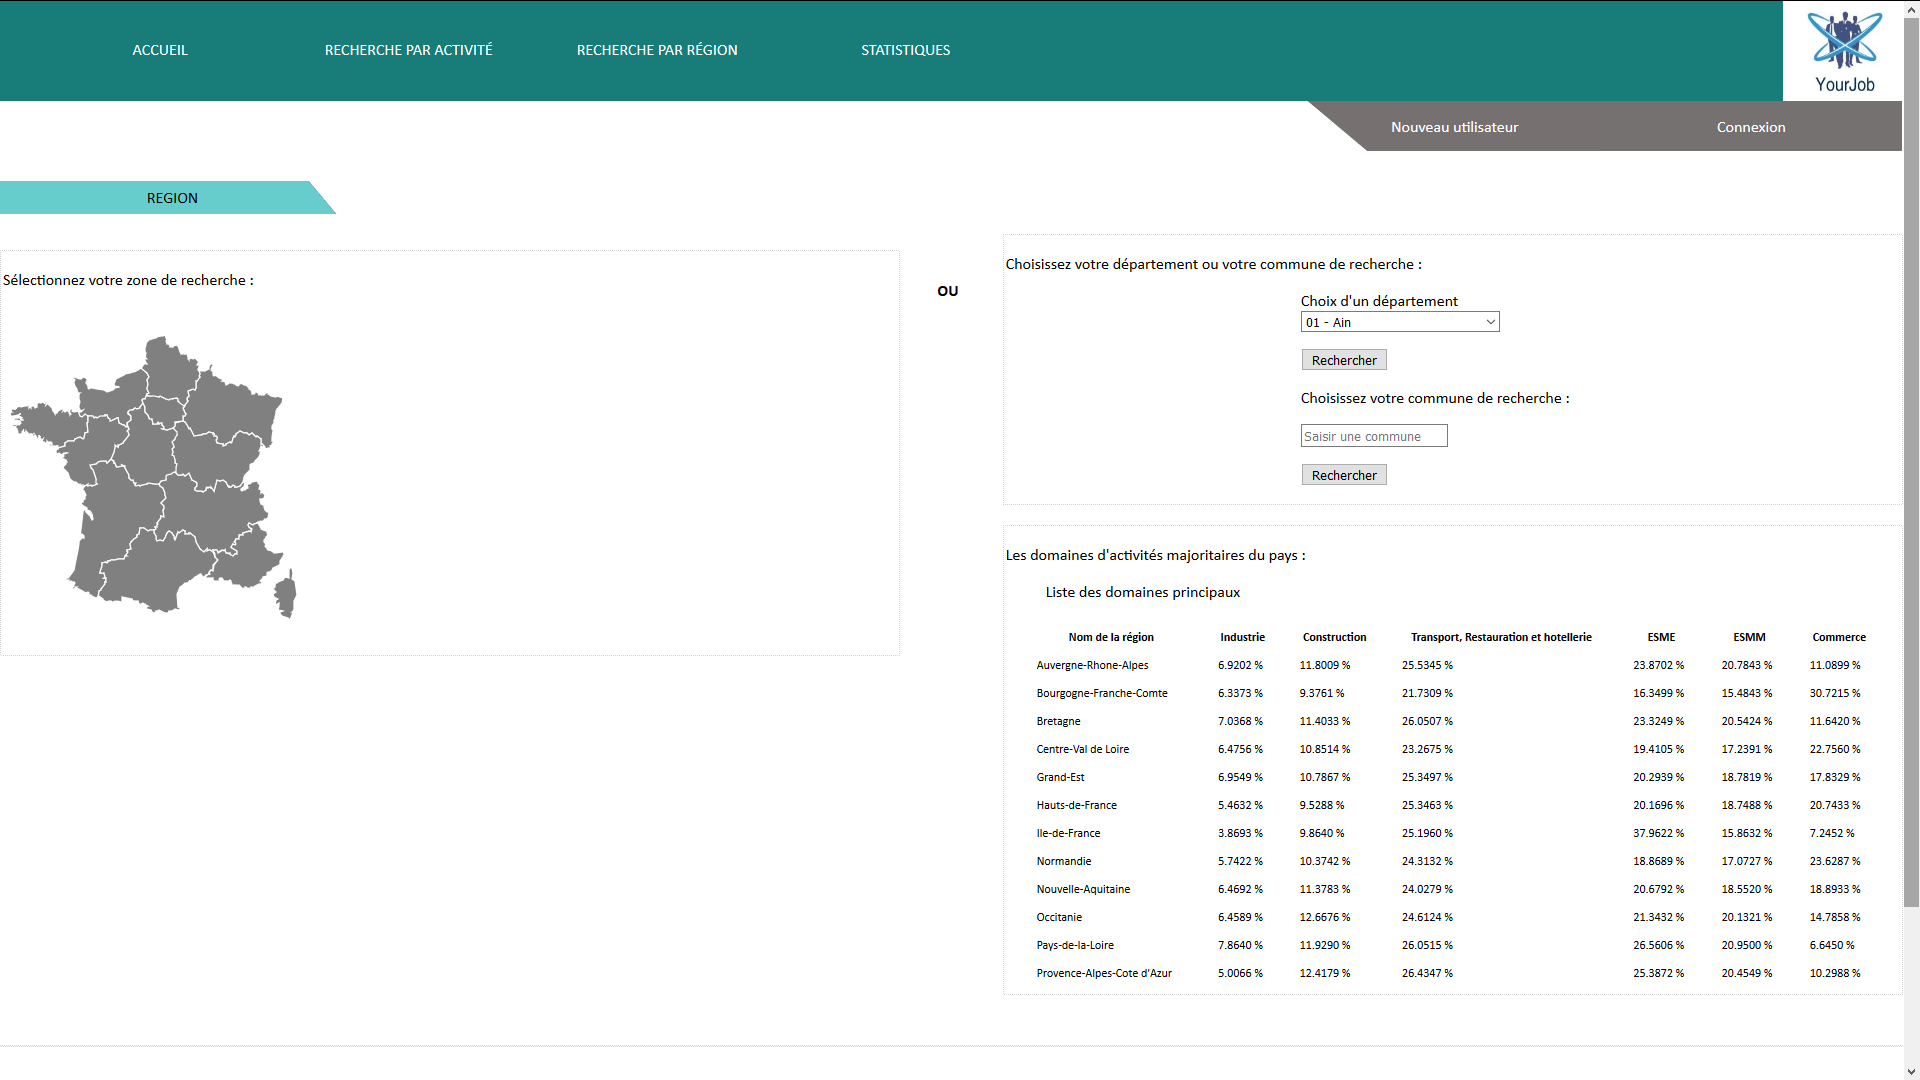 ACCUEIL RECHERCHE PAR ACTIVITÉ RECHERCHE PAR RÉGION STATISTIQUES
YourJob
Nouveau utilisateur Connexion
REGION
Sélectionnez votre zone de recherche :
OU
Choisissez votre département ou votre commune de recherche :
Choix d'un département
01 - Ain
Rechercher
Choisissez votre commune de recherche :
Saisir une commune
Rechercher
Les domaines d'activités majoritaires du pays :
Liste des domaines principaux
Nom de la région Industrie Construction Transport, Restauration et hotellerie ESME ESMM Commerce
Auvergne-Rhone-Alpes 6.9202 % 11.8009 % 25.5345 % 23.8702 % 20.7843 % 11.0899 %
Bourgogne-Franche-Comte 6.3373 % 9.3761 % 21.7309 % 16.3499 % 15.4843 % 30.7215 %
Bretagne 7.0368 % 11.4033 % 26.0507 % 23.3249 % 20.5424 % 11.6420 %
Centre-Val de Loire 6.4756 % 10.8514 % 23.2675 % 19.4105 % 17.2391 % 22.7560 %
Grand-Est 6.9549 % 10.7867 % 25.3497 % 20.2939 % 18.7819 % 17.8329 %
Hauts-de-France 5.4632 % 9.5288 % 25.3463 % 20.1696 % 18.7488 % 20.7433 %
Ile-de-France 3.8693 % 9.8640 % 25.1960 % 37.9622 % 15.8632 % 7.2452 %
Normandie 5.7422 % 10.3742 % 24.3132 % 18.8689 % 17.0727 % 23.6287 %
Nouvelle-Aquitaine 6.4692 % 11.3783 % 24.0279 % 20.6792 % 18.5520 % 18.8933 %
Occitanie 6.4589 % 12.6676 % 24.6124 % 21.3432 % 20.1321 % 14.7858 %
Pays-de-la-Loire 7.8640 % 11.9290 % 26.0515 % 26.5606 % 20.9500 % 6.6450 %
Provence-Alpes-Cote d'Azur 5.0066 % 12.4179 % 26.4347 % 25.3872 % 20.4549 % 10.2988 %